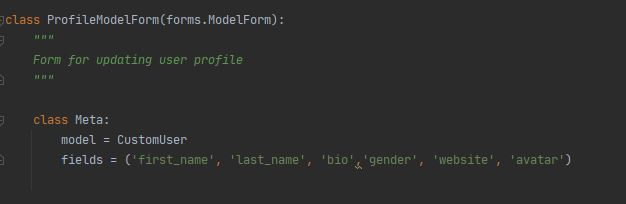 class ProfileModelForm(forms.ModelForm):
"""
Form for updating user profile
"""
class Meta:
model = CustomUser
fields = ('first_name', 'last_name', 'bio','gender', 'website', 'avatar')